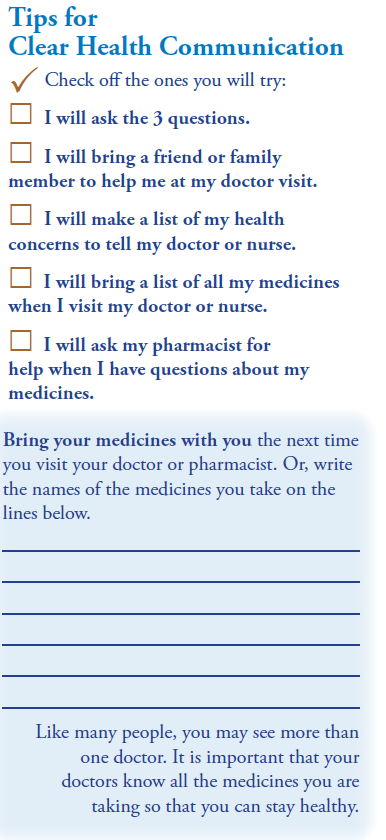 Tips for
Clear Health Communication
✓ Check off the ones you will try:
☐ I will ask the 3 questions.
☐ I will bring a friend or family
member to help me at my doctor visit.
☐ I will make a list of my health
concerns to tell my doctor or nurse.
☐ I will bring a list of all my medicines
when I visit my doctor or nurse.
☐ I will ask my pharmacist for
help when I have questions about my
medicines.
Bring your medicines with you the next time
you visit your doctor or pharmacist. Or, write
the names of the medicines you take on the
lines below.
Like many people, you may see more than
one doctor. It is important that your
doctors know all the medicines you are
taking so that you can stay healthy.